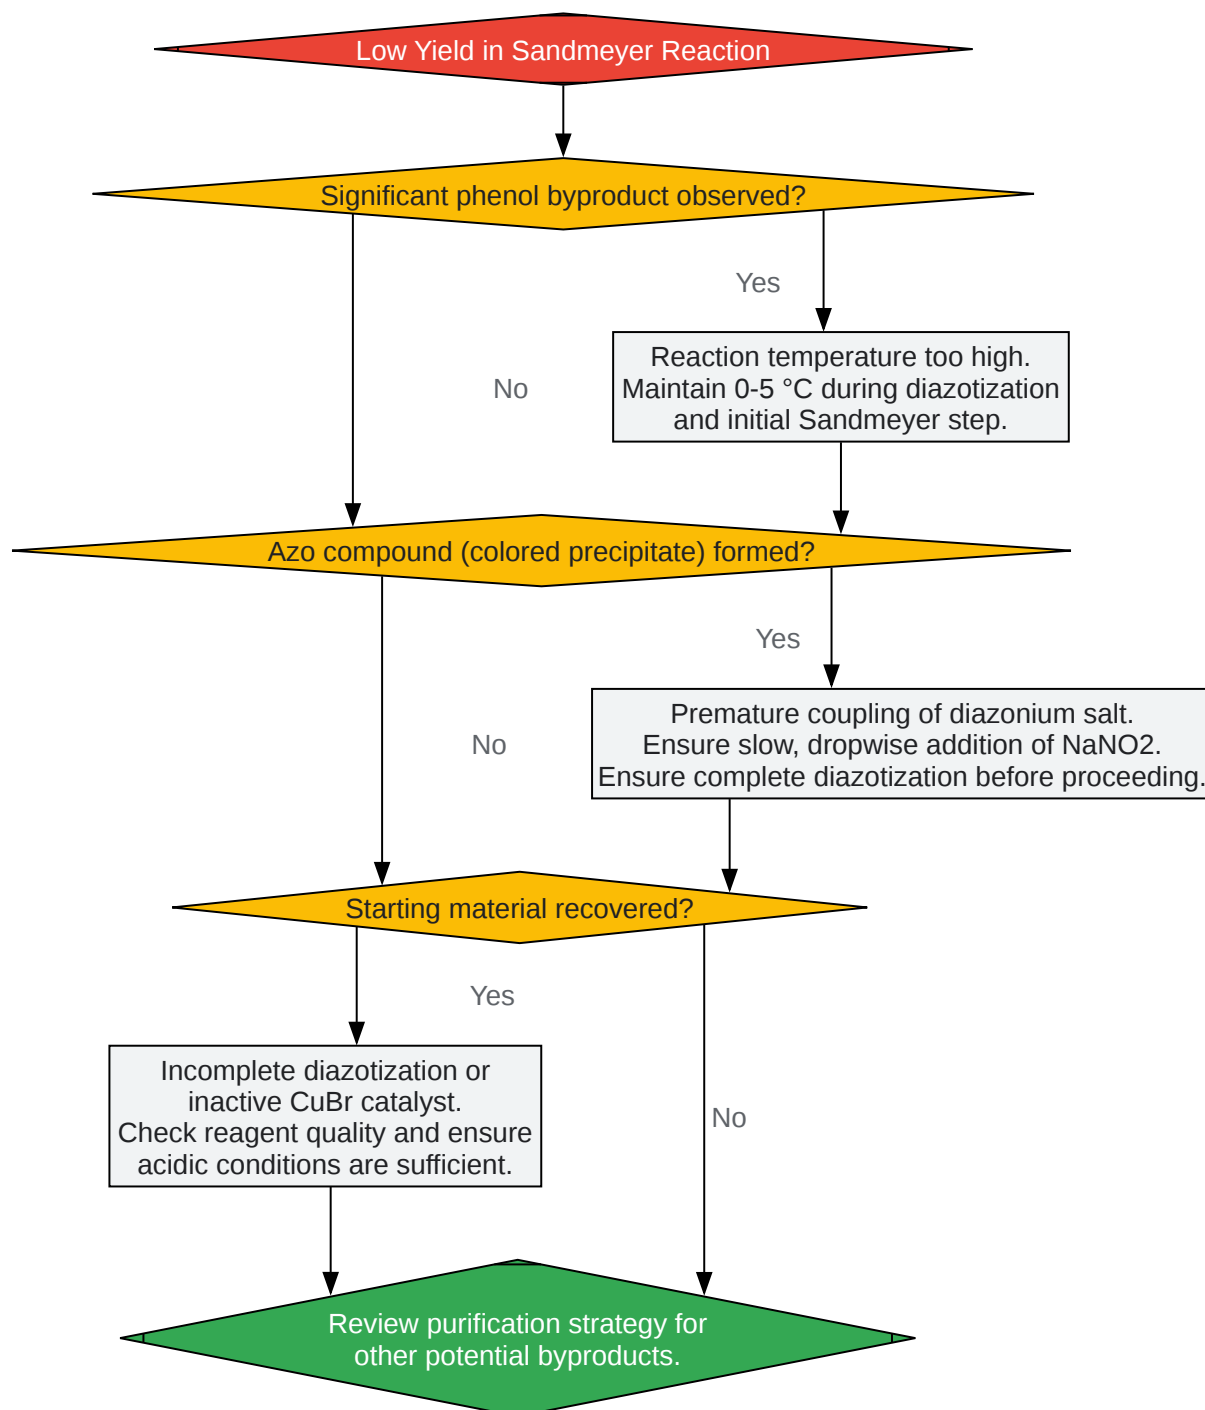 Low Yield in Sandmeyer Reaction
Significant phenol byproduct observed?
Yes
Reaction temperature too high.
Maintain 0-5 °C during diazotization
and initial Sandmeyer step.
No
Azo compound (colored precipitate) formed?
Yes
Premature coupling of diazonium salt.
Ensure slow, dropwise addition of NaNO2.
Ensure complete diazotization before proceeding.
No
Starting material recovered?
Yes
Incomplete diazotization or
inactive CuBr catalyst.
Check reagent quality and ensure
acidic conditions are sufficient.
No
Review purification strategy for
other potential byproducts.